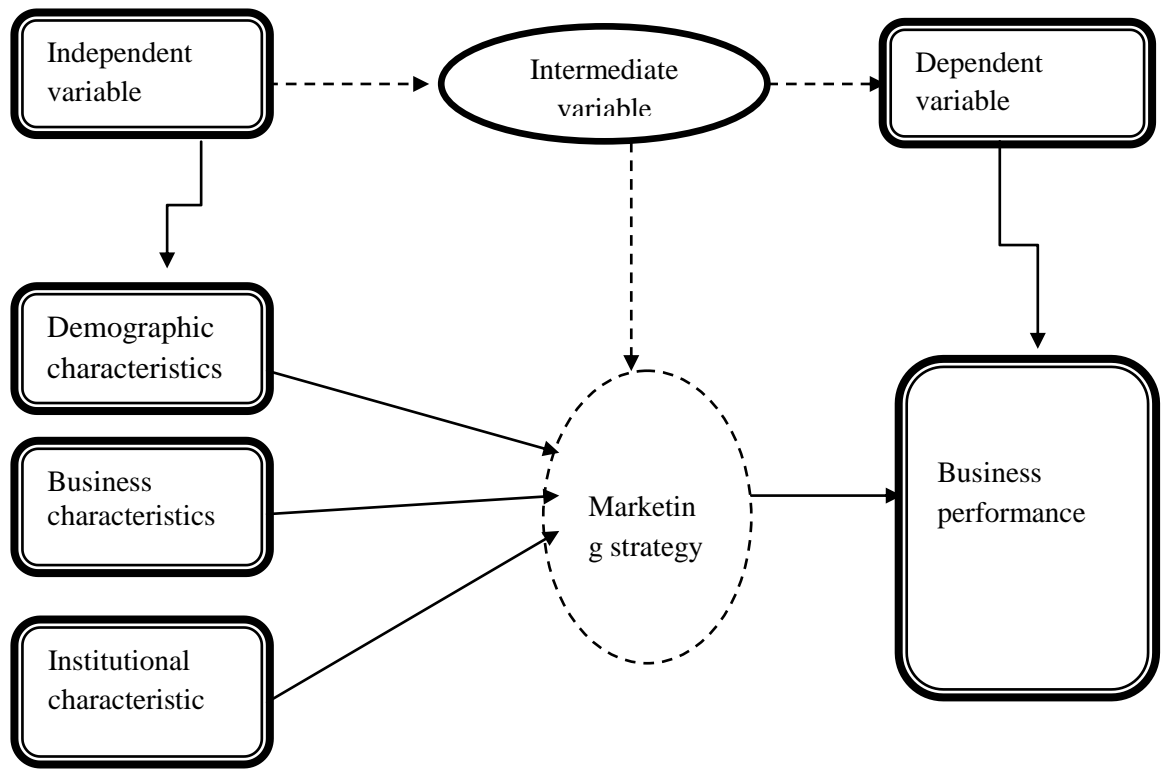 Independent
variable
Intermediate
variable
Dependent
variable
Demographic
characteristics
Business
characteristics
Institutional
characteristic
Marketin
g strategy
Business
performance